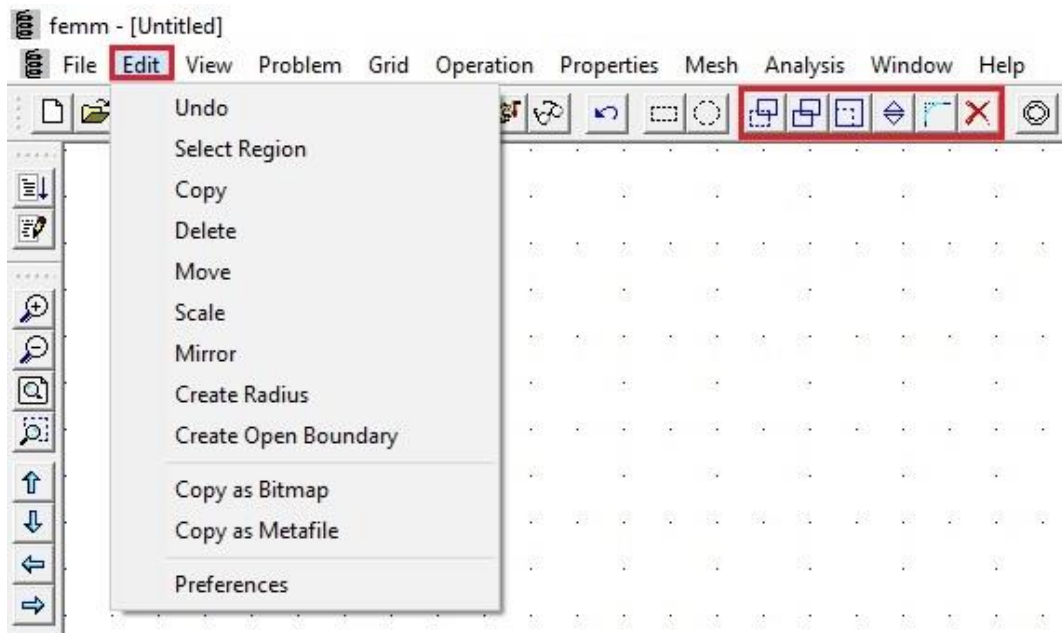 femm - [Untitled]
File Edit View Problem Grid Operation Properties Mesh Analysis Window Help
Undo
Select Region
Copy
Delete
Move
Scale
Mirror
Create Radius
Create Open Boundary
Copy as Bitmap
Copy as Metafile
Preferences